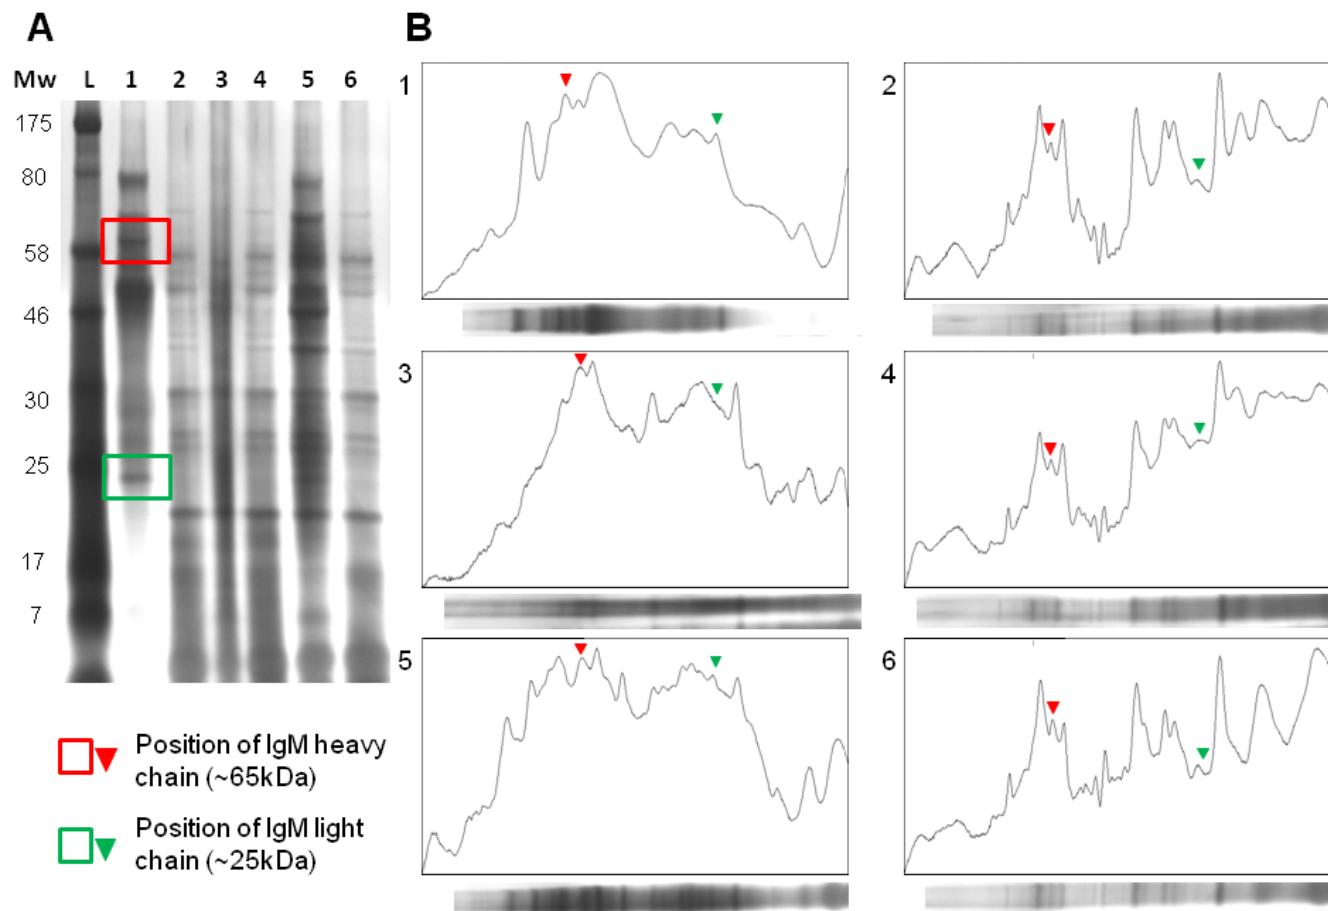 A
B
Mw L 1 2 3 4 5 6
175
80
58
46
30
25
17
7
1
2
3
4
5
6
Position of IgM heavy
chain (~65kDa)
Position of IgM light
chain (~25kDa)